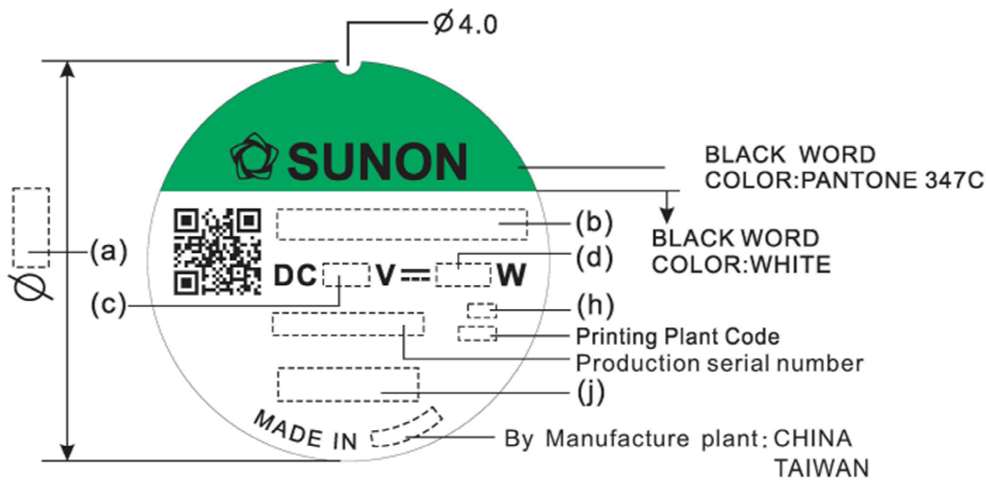 Ø4.0
SUNON
BLACK WORD
COLOR:PANTONE 347C
BLACK WORD
COLOR:WHITE
(a)
Ø
(b)
DC V W
(d)
(c)
(h)
Printing Plant Code
Production serial number
(j)
MADE IN
By Manufacture plant: CHINA
TAIWAN